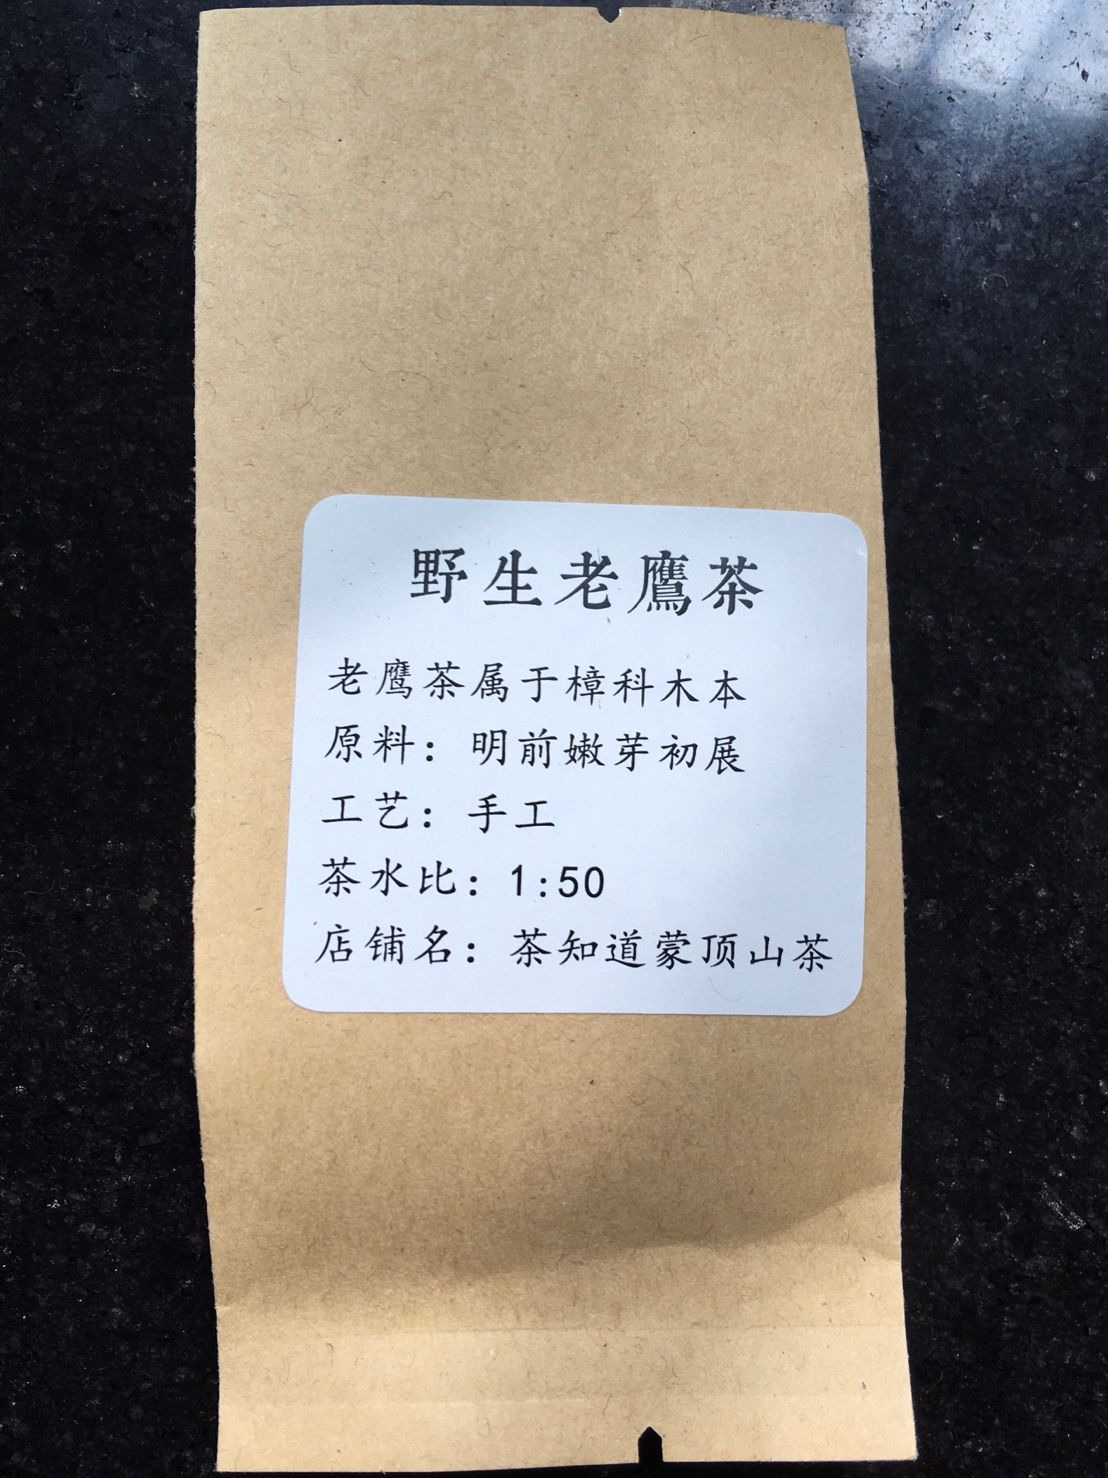 野生老鹰茶
老鹰茶属于樟科木本
原料：明前嫩芽初展
工艺：手工
茶水比：1:50
店铺名：茶知道蒙顶山茶